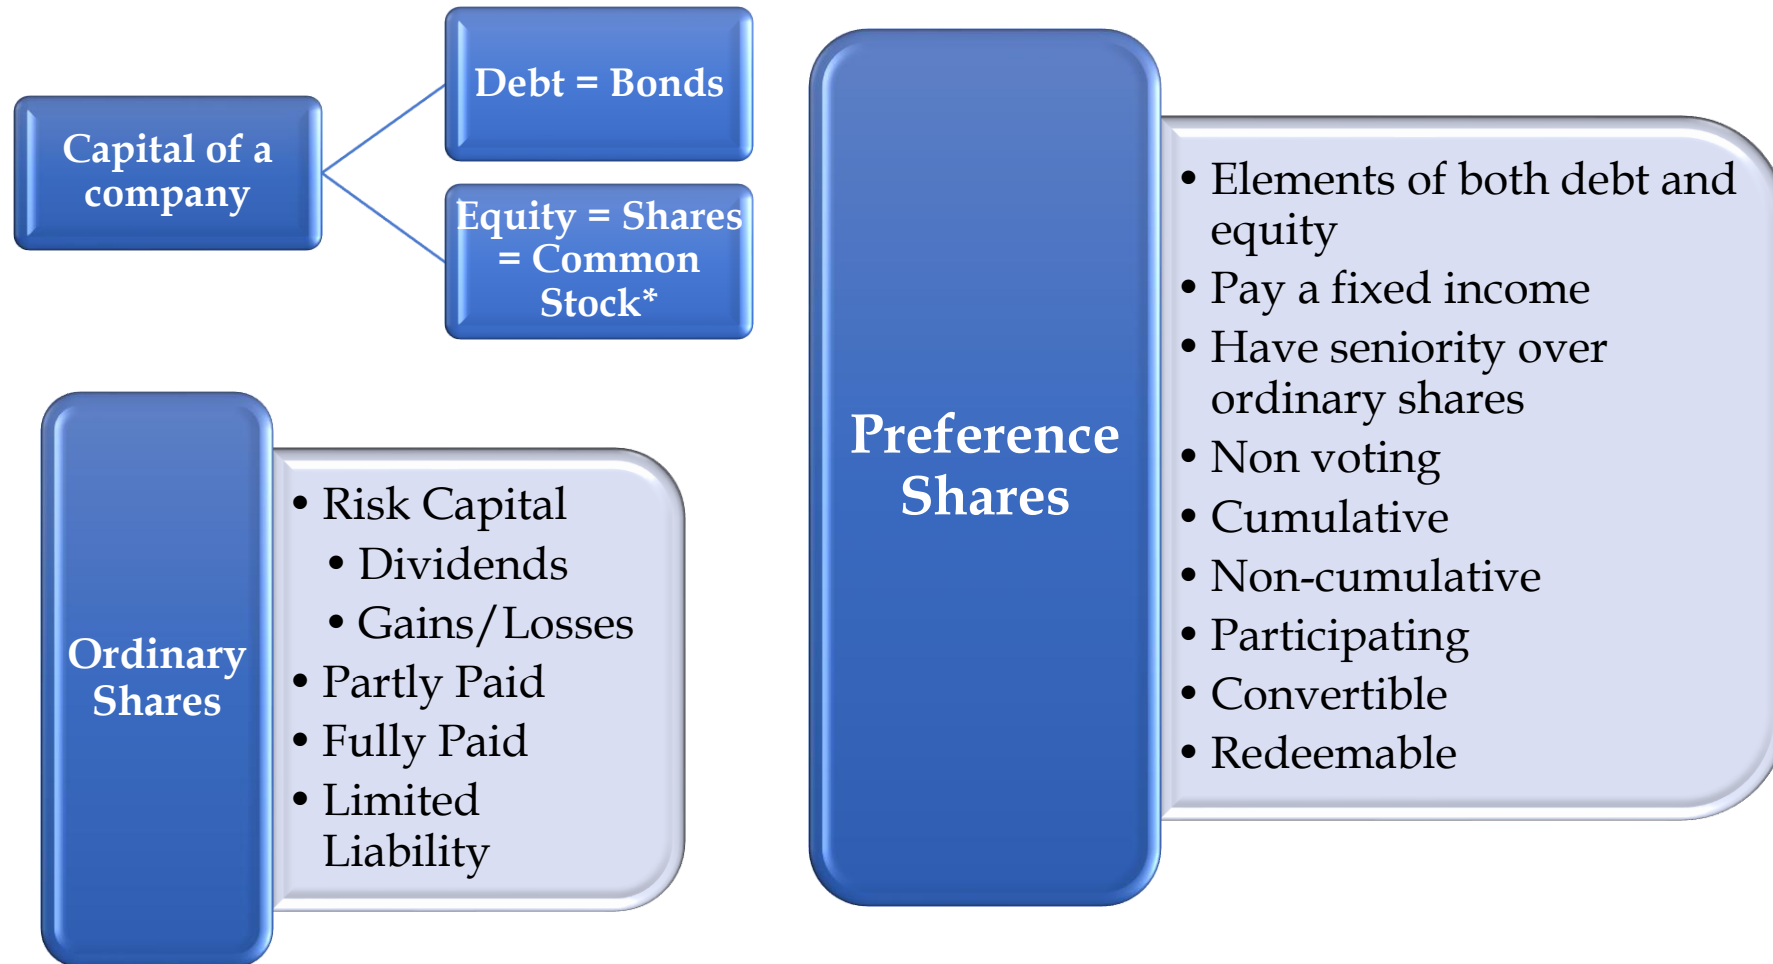 Capital of a
company
Debt = Bonds
Equity = Shares
= Common
Stock*
Ordinary
Shares
• Risk Capital
• Dividends
• Gains/Losses
• Partly Paid
• Fully Paid
• Limited
Liability
Preference
Shares
• Elements of both debt and
equity
• Pay a fixed income
• Have seniority over
ordinary shares
• Non voting
• Cumulative
• Non-cumulative
• Participating
• Convertible
• Redeemable